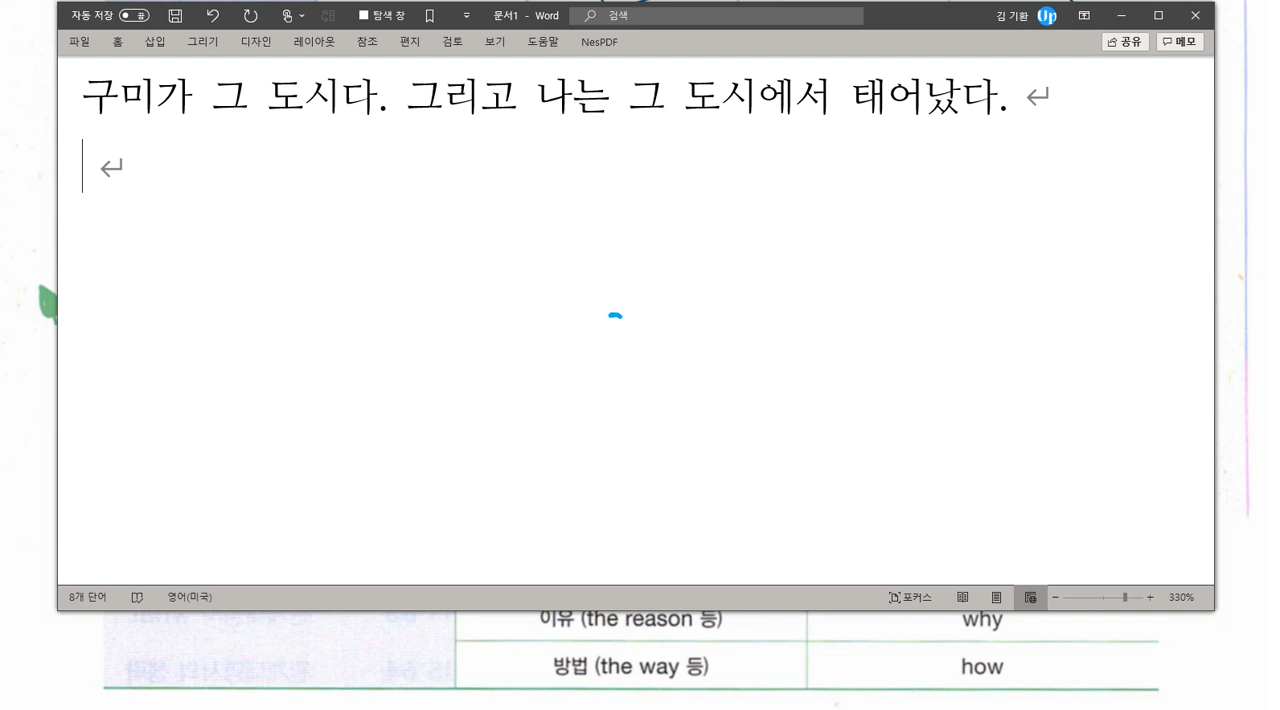 자동 저장 끔 탐색 창 문서1 - Word 검색 김 기환 Up
파일 홈 삽입 그리기 디자인 레이아웃 참조 편지 검토 보기 도움말 NesPDF 공유 메모
구미가 그 도시다. 그리고 나는 그 도시에서 태어났다.
8개 단어 영어(미국) 포커스 330%
이유 (the reason 등) why
방법 (the way 등) how